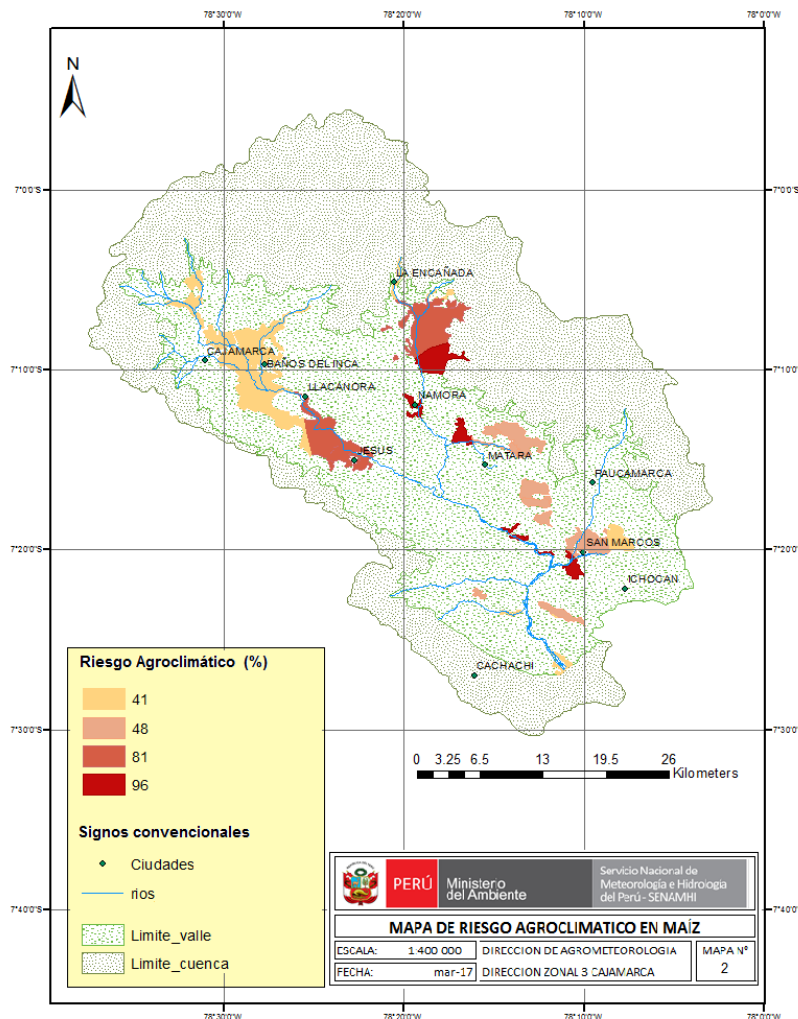 78°30'0"W 78°20'0"W 78°10'0"W 78°0'0"W
N
7°0'0"S 7°0'0"S
LA ENCAÑADA
7°10'0"S 7°10'0"S
CAJAMARCA
BAÑOS DEL INCA
LLACANORA
NAMORA
JESUS
MATARA
PAUCAMARCA
7°20'0"S 7°20'0"S
SAN MARCOS
ICHOCAN
CACHACHI
7°30'0"S 7°30'0"S
Riesgo Agroclimático (%)
41
48
81
96
Signos convencionales
Ciudades
rios
Limite_valle
Limite_cuenca
0 3.25 6.5 13 19.5 26
Kilometers
PERÚ
Ministerio
del Ambiente
Servicio Nacional de
Meteorología e Hidrología
del Perú - SENAMHI
MAPA DE RIESGO AGROCLIMATICO EN MAÍZ
ESCALA: 1:400 000 DIRECCION DE AGROMETEOROLOGIA MAPA N°
FECHA: mar-17 DIRECCION ZONAL 3 CAJAMARCA 2
7°40'0"S 7°40'0"S
78°30'0"W 78°20'0"W 78°10'0"W 78°0'0"W